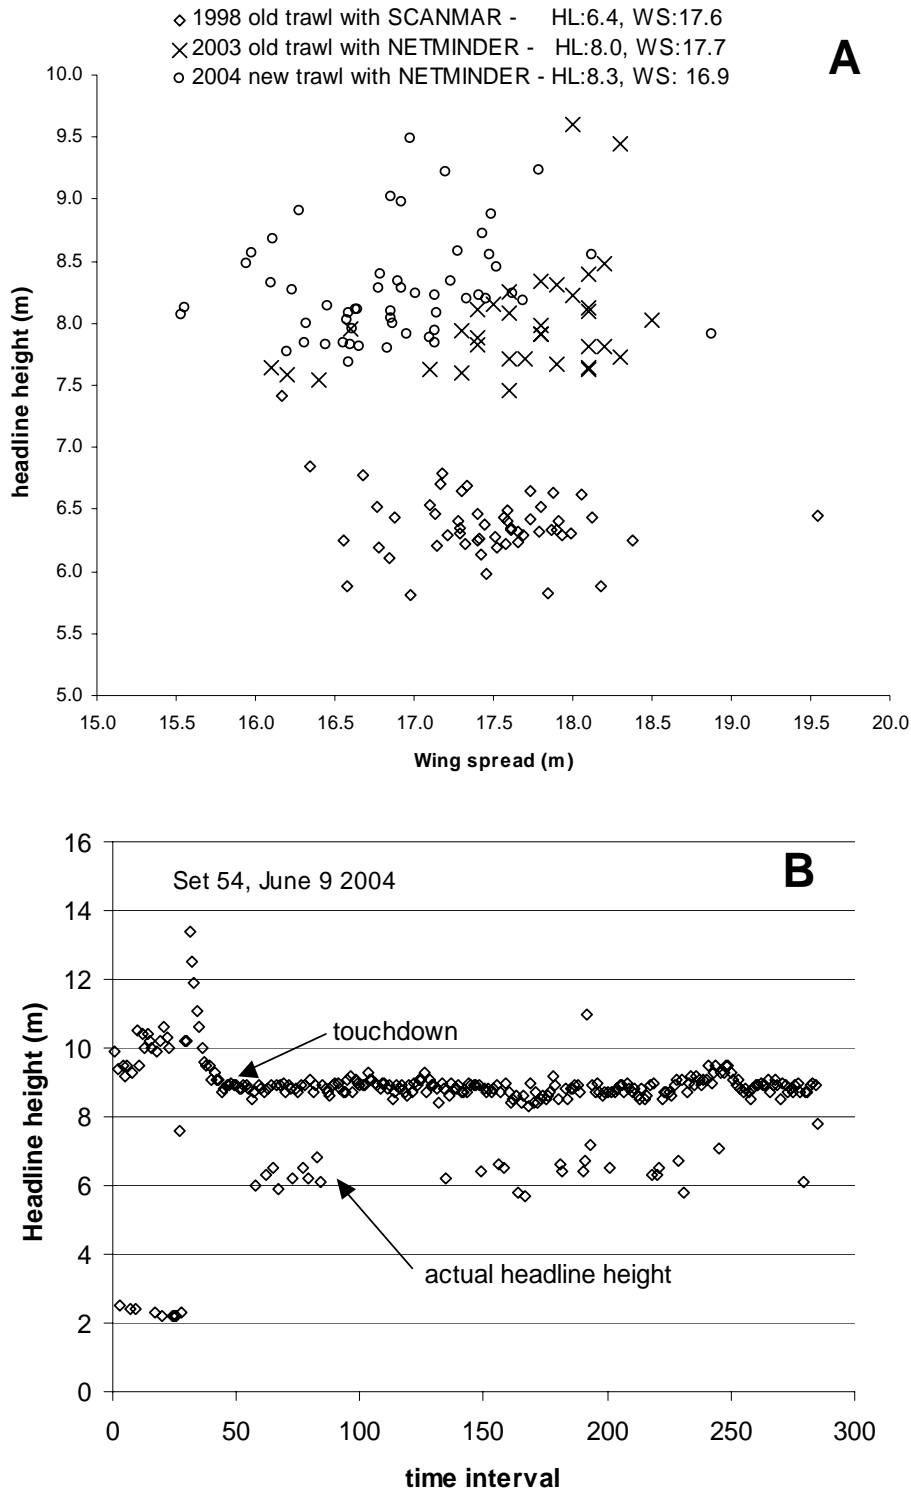 1998 old trawl with SCANMAR - HL:6.4, WS:17.6
2003 old trawl with NETMINDER - HL:8.0, WS:17.7
2004 new trawl with NETMINDER - HL:8.3, WS: 16.9
A
10.0
9.5
9.0
8.5
8.0
7.5
7.0
6.5
6.0
5.5
5.0
headline height (m)
15.0 15.5 16.0 16.5 17.0 17.5 18.0 18.5 19.0 19.5 20.0
Wing spread (m)
B
Set 54, June 9 2004
16
14
12
10
8
6
4
2
0
Headline height (m)
touchdown
actual headline height
0 50 100 150 200 250 300
time interval